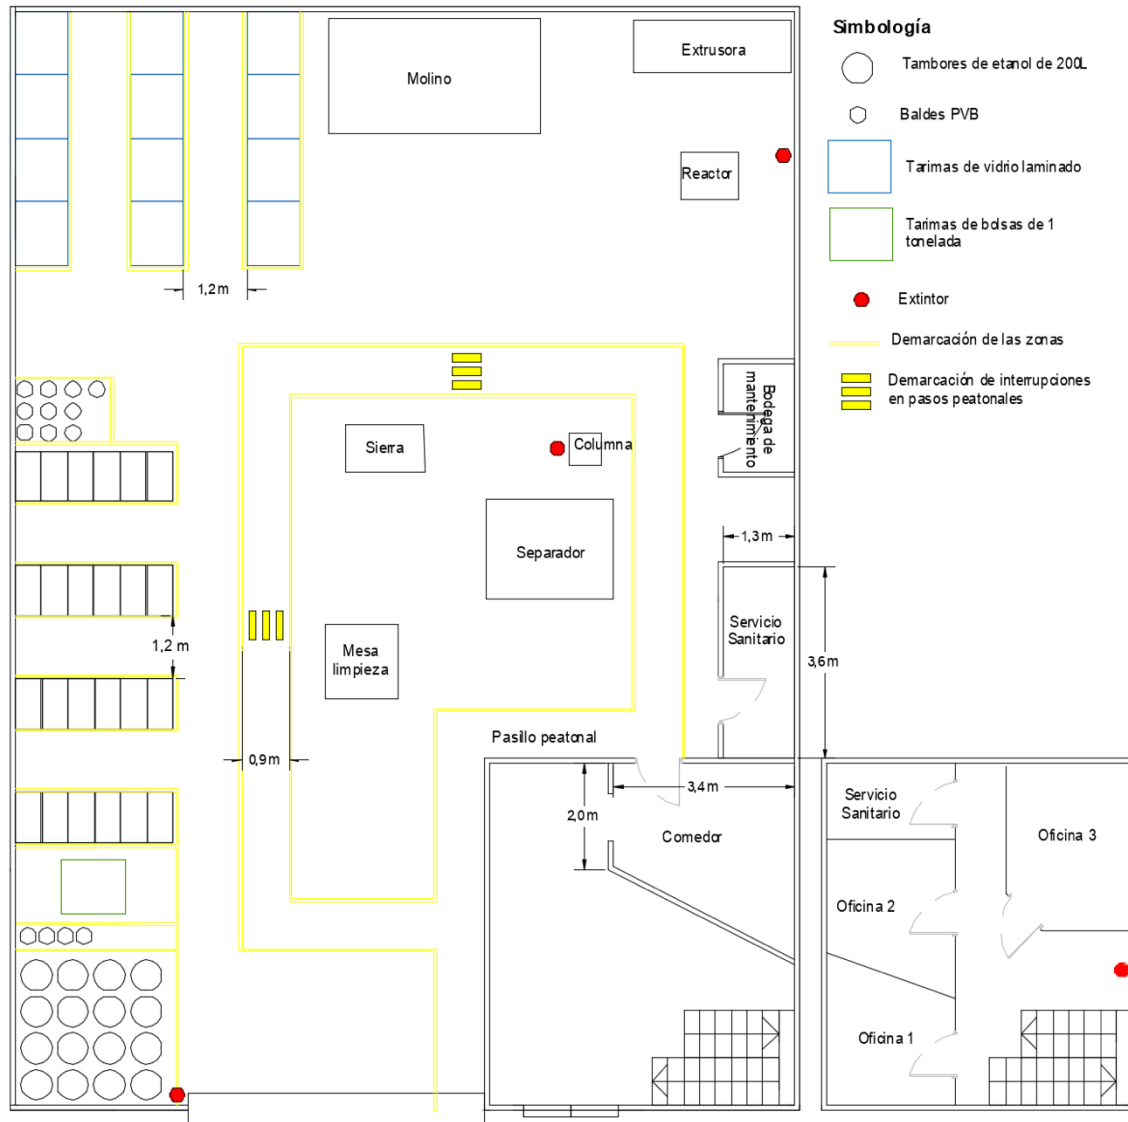 Simbología
Tambores de etanol de 200L
Baldes PVB
Tarimas de vidrio laminado
Tarimas de bolsas de 1
tonelada
Extintor
Demarcación de las zonas
Demarcación de interrupciones
en pasos peatonales
Molino
Extrusora
Reactor
1,2 m
Bodega de
mantenimiento
Sierra
Columna
Separador
1,3 m
Servicio
Sanitario
3,6 m
1,2 m
Mesa
limpieza
Pasillo peatonal
0,9 m
2,0 m
3,4 m
Comedor
Servicio
Sanitario
Oficina 3
Oficina 2
Oficina 1